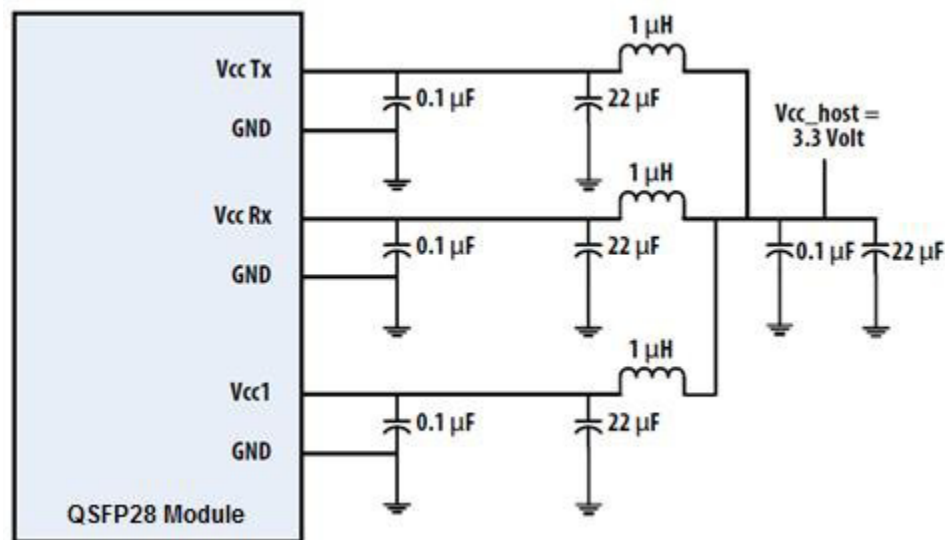 1 μH
Vcc Tx
0.1 μF
22 μF
GND
Vcc_host =
3.3 Volt
1 μH
Vcc Rx
0.1 μF
22 μF
0.1 μF
22 μF
GND
1 μH
Vcc1
0.1 μF
22 μF
GND
QSFP28 Module